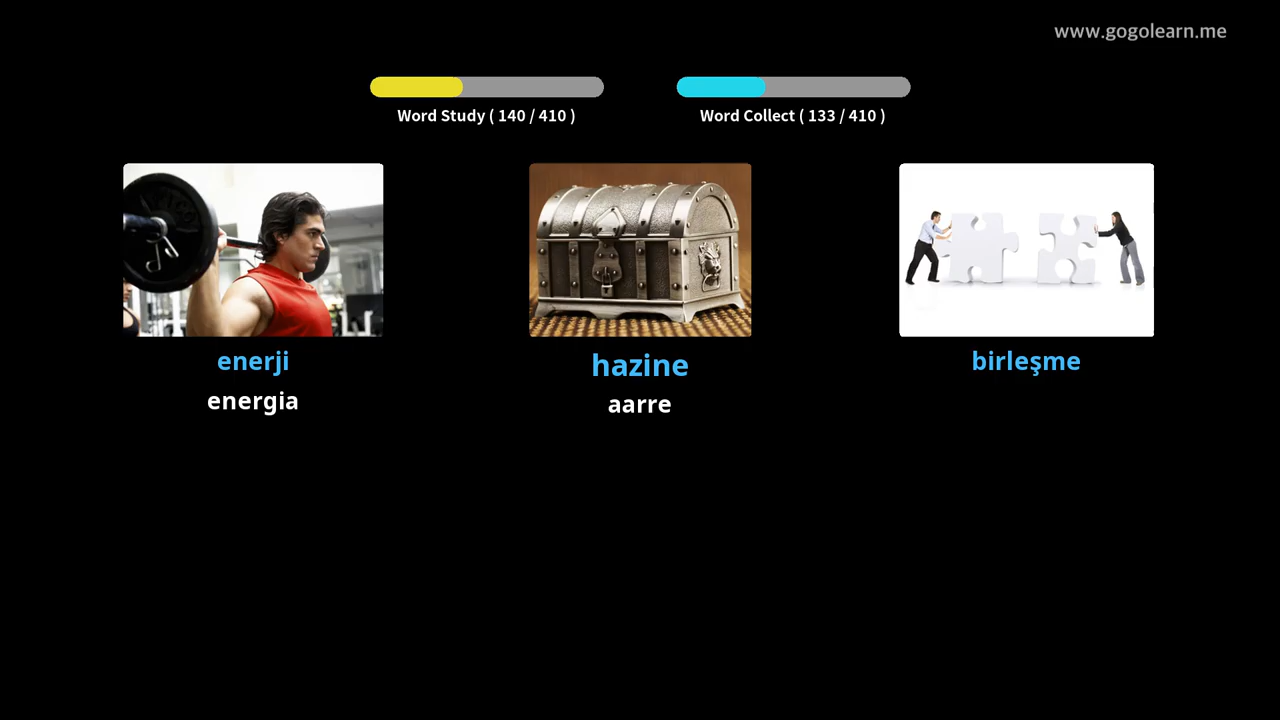 www.gogolearn.me
Word Study ( 140 / 410 )
Word Collect ( 133 / 410 )
enerji
energia
hazine
aarre
birleşme